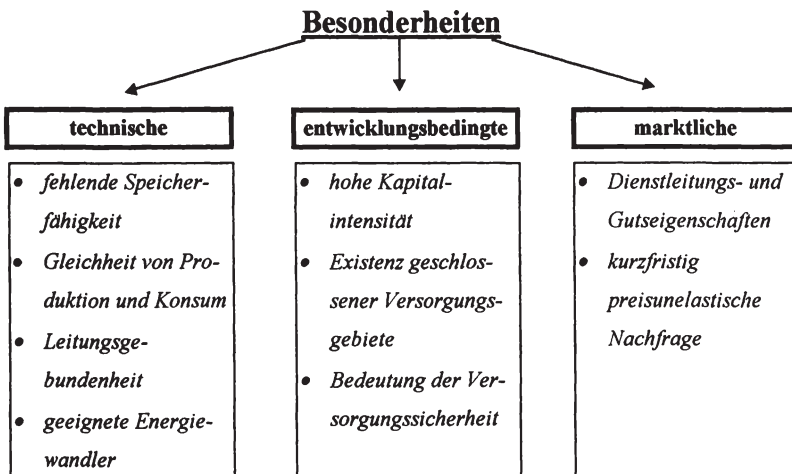 Besonderheiten
technische
• fehlende Speicher-
fähigkeit
• Gleichheit von Pro-
duktion und Konsum
• Leitungsge-
bundenheit
• geeignete Energie-
wandler
entwicklungsbedingte
• hohe Kapital-
intensität
• Existenz geschlos-
sener Versorgungs-
gebiete
• Bedeutung der Ver-
sorgungssicherheit
marktliche
• Dienstleitungs- und
Gutseigenschaften
• kurzfristig
preisunelastische
Nachfrage